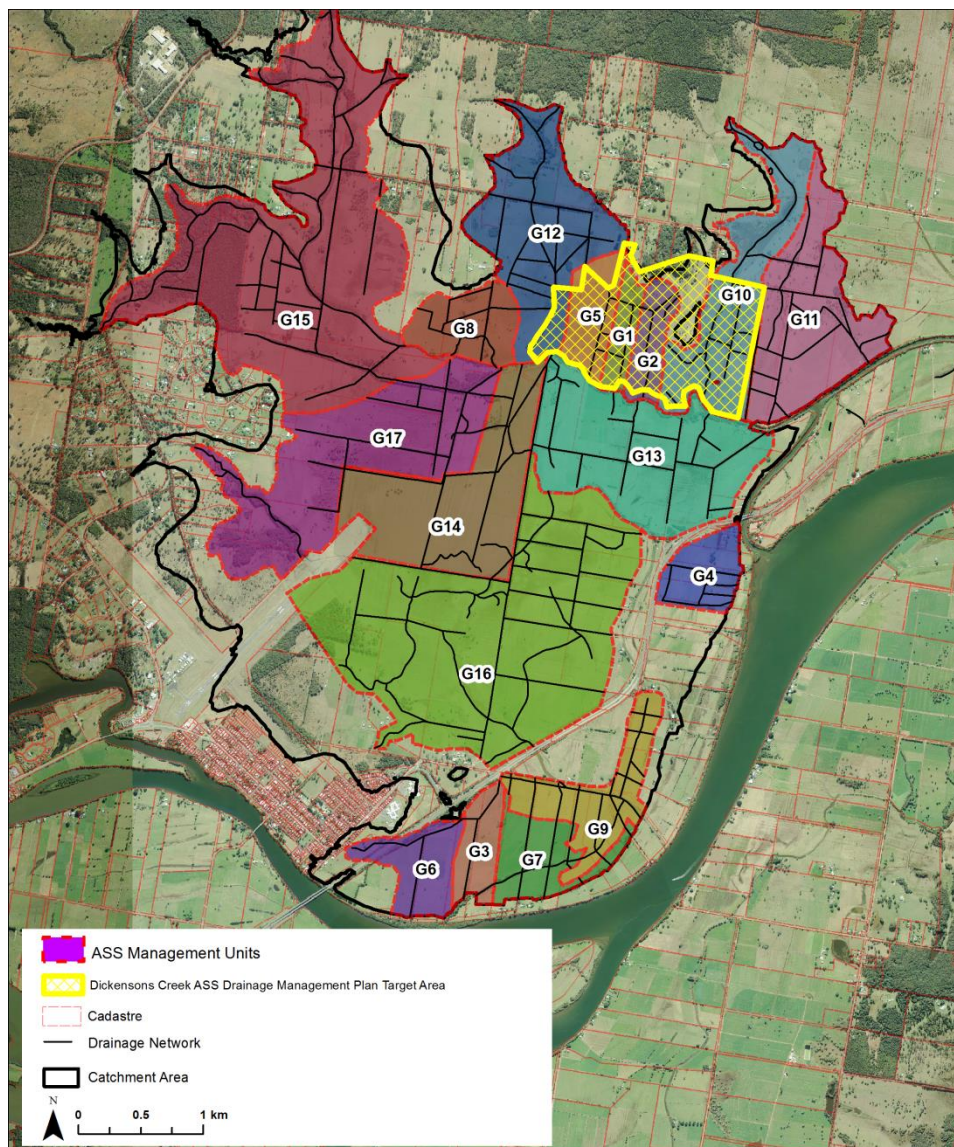 G12
G10
G5
G1
G11
G15
G8
G2
G17
G13
G14
G4
G16
G9
G3
G7
G6
ASS Management Units
Dickensons Creek ASS Drainage Management Plan Target Area
Cadastre
Drainage Network
Catchment Area
N
0 0.5 1 km